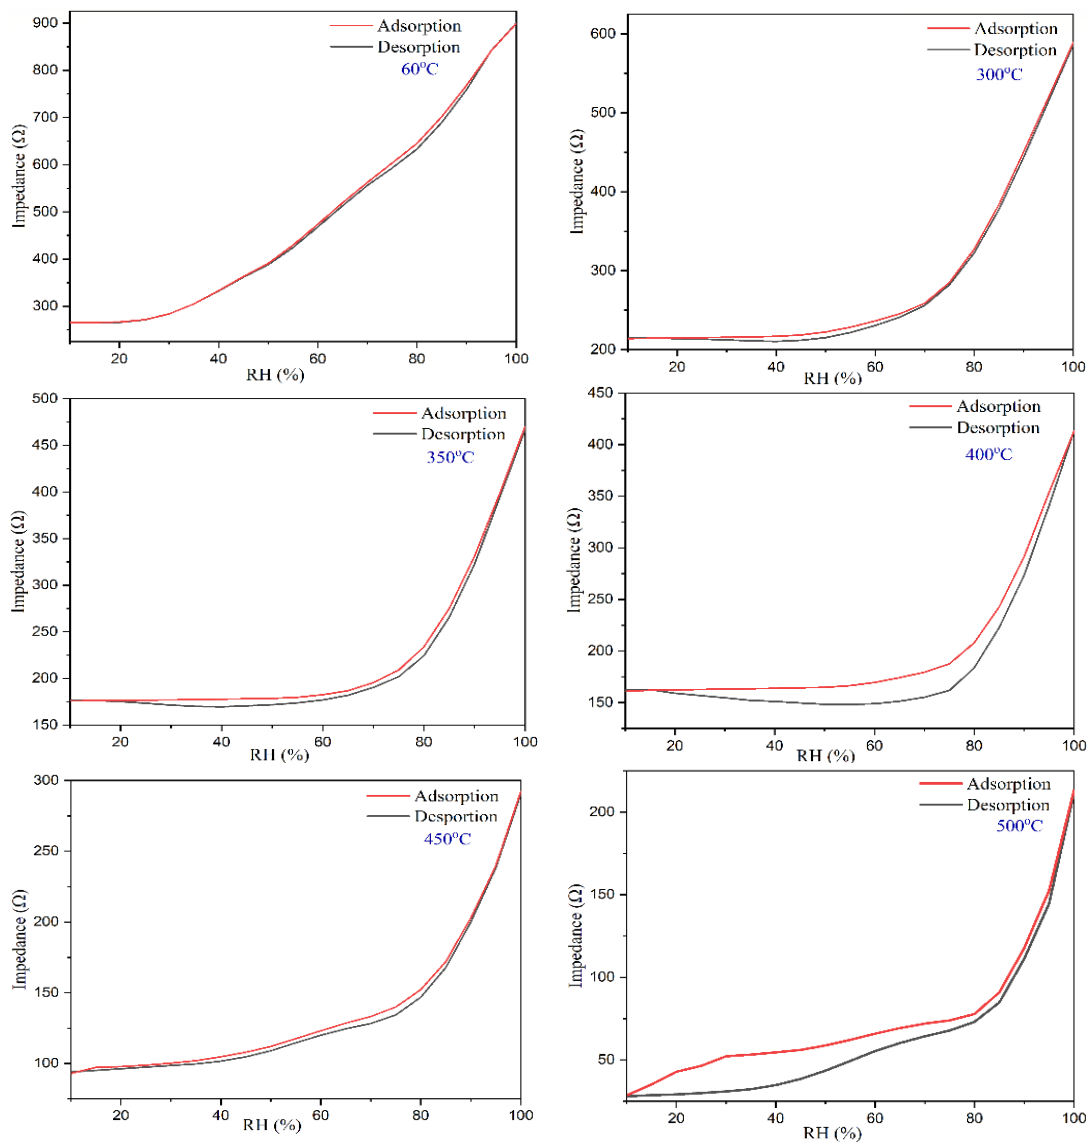 Adsorption
Desorption
60°C
900
800
700
600
500
400
300
Impedance (Ω)
20 40 60 80 100
RH (%)
Adsorption
Desorption
300°C
600
500
400
300
200
Impedance (Ω)
20 40 60 80 100
RH (%)
Adsorption
Desorption
350°C
500
450
400
350
300
250
200
150
Impedance (Ω)
20 40 60 80 100
RH (%)
Adsorption
Desorption
400°C
450
400
350
300
250
200
150
Impedance (Ω)
20 40 60 80 100
RH (%)
Adsorption
Desportion
450°C
300
250
200
150
100
Impedance (Ω)
20 40 60 80 100
RH (%)
Adsorption
Desorption
500°C
200
150
100
50
Impedance (Ω)
20 40 60 80 100
RH (%)